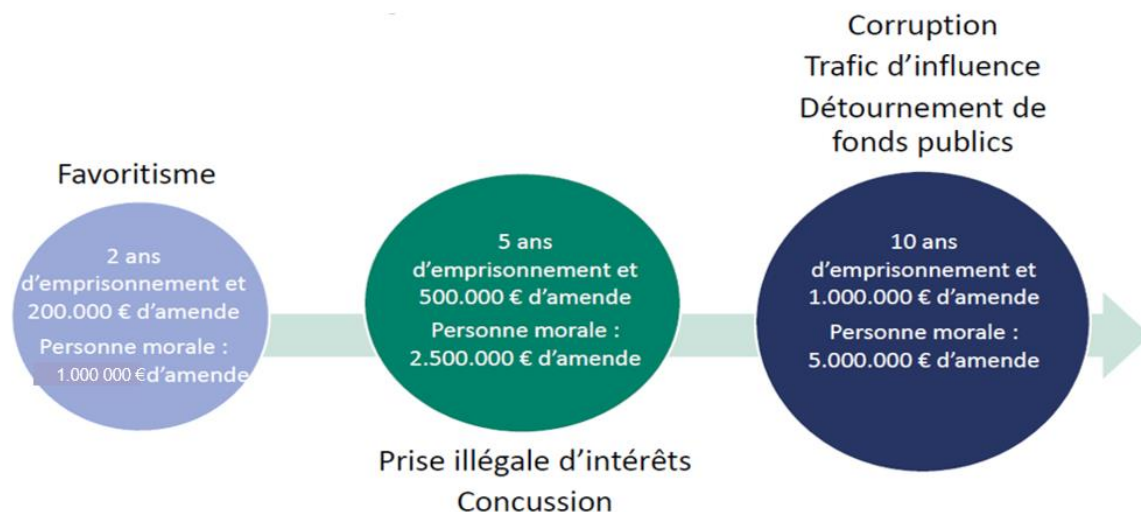 Favoritisme
2 ans
d'emprisonnement et
200.000 € d'amende
Personne morale :
1.000 000 € d'amende
5 ans
d'emprisonnement et
500.000 € d'amende
Personne morale :
2.500.000 € d'amende
Prise illégale d'intérêts
Concussion
Corruption
Trafic d'influence
Détournement de
fonds publics
10 ans
d'emprisonnement et
1.000.000 € d'amende
Personne morale :
5.000.000 € d'amende